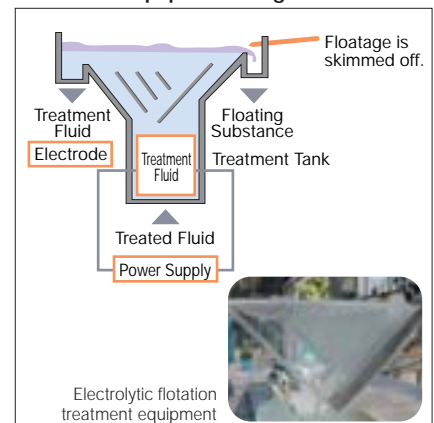 Floatage is
skimmed off.
Treatment
Fluid
Floating
Substance
Electrode
Treatment
Fluid
Treatment Tank
Treated Fluid
Power Supply
Electrolytic flotation
treatment equipment